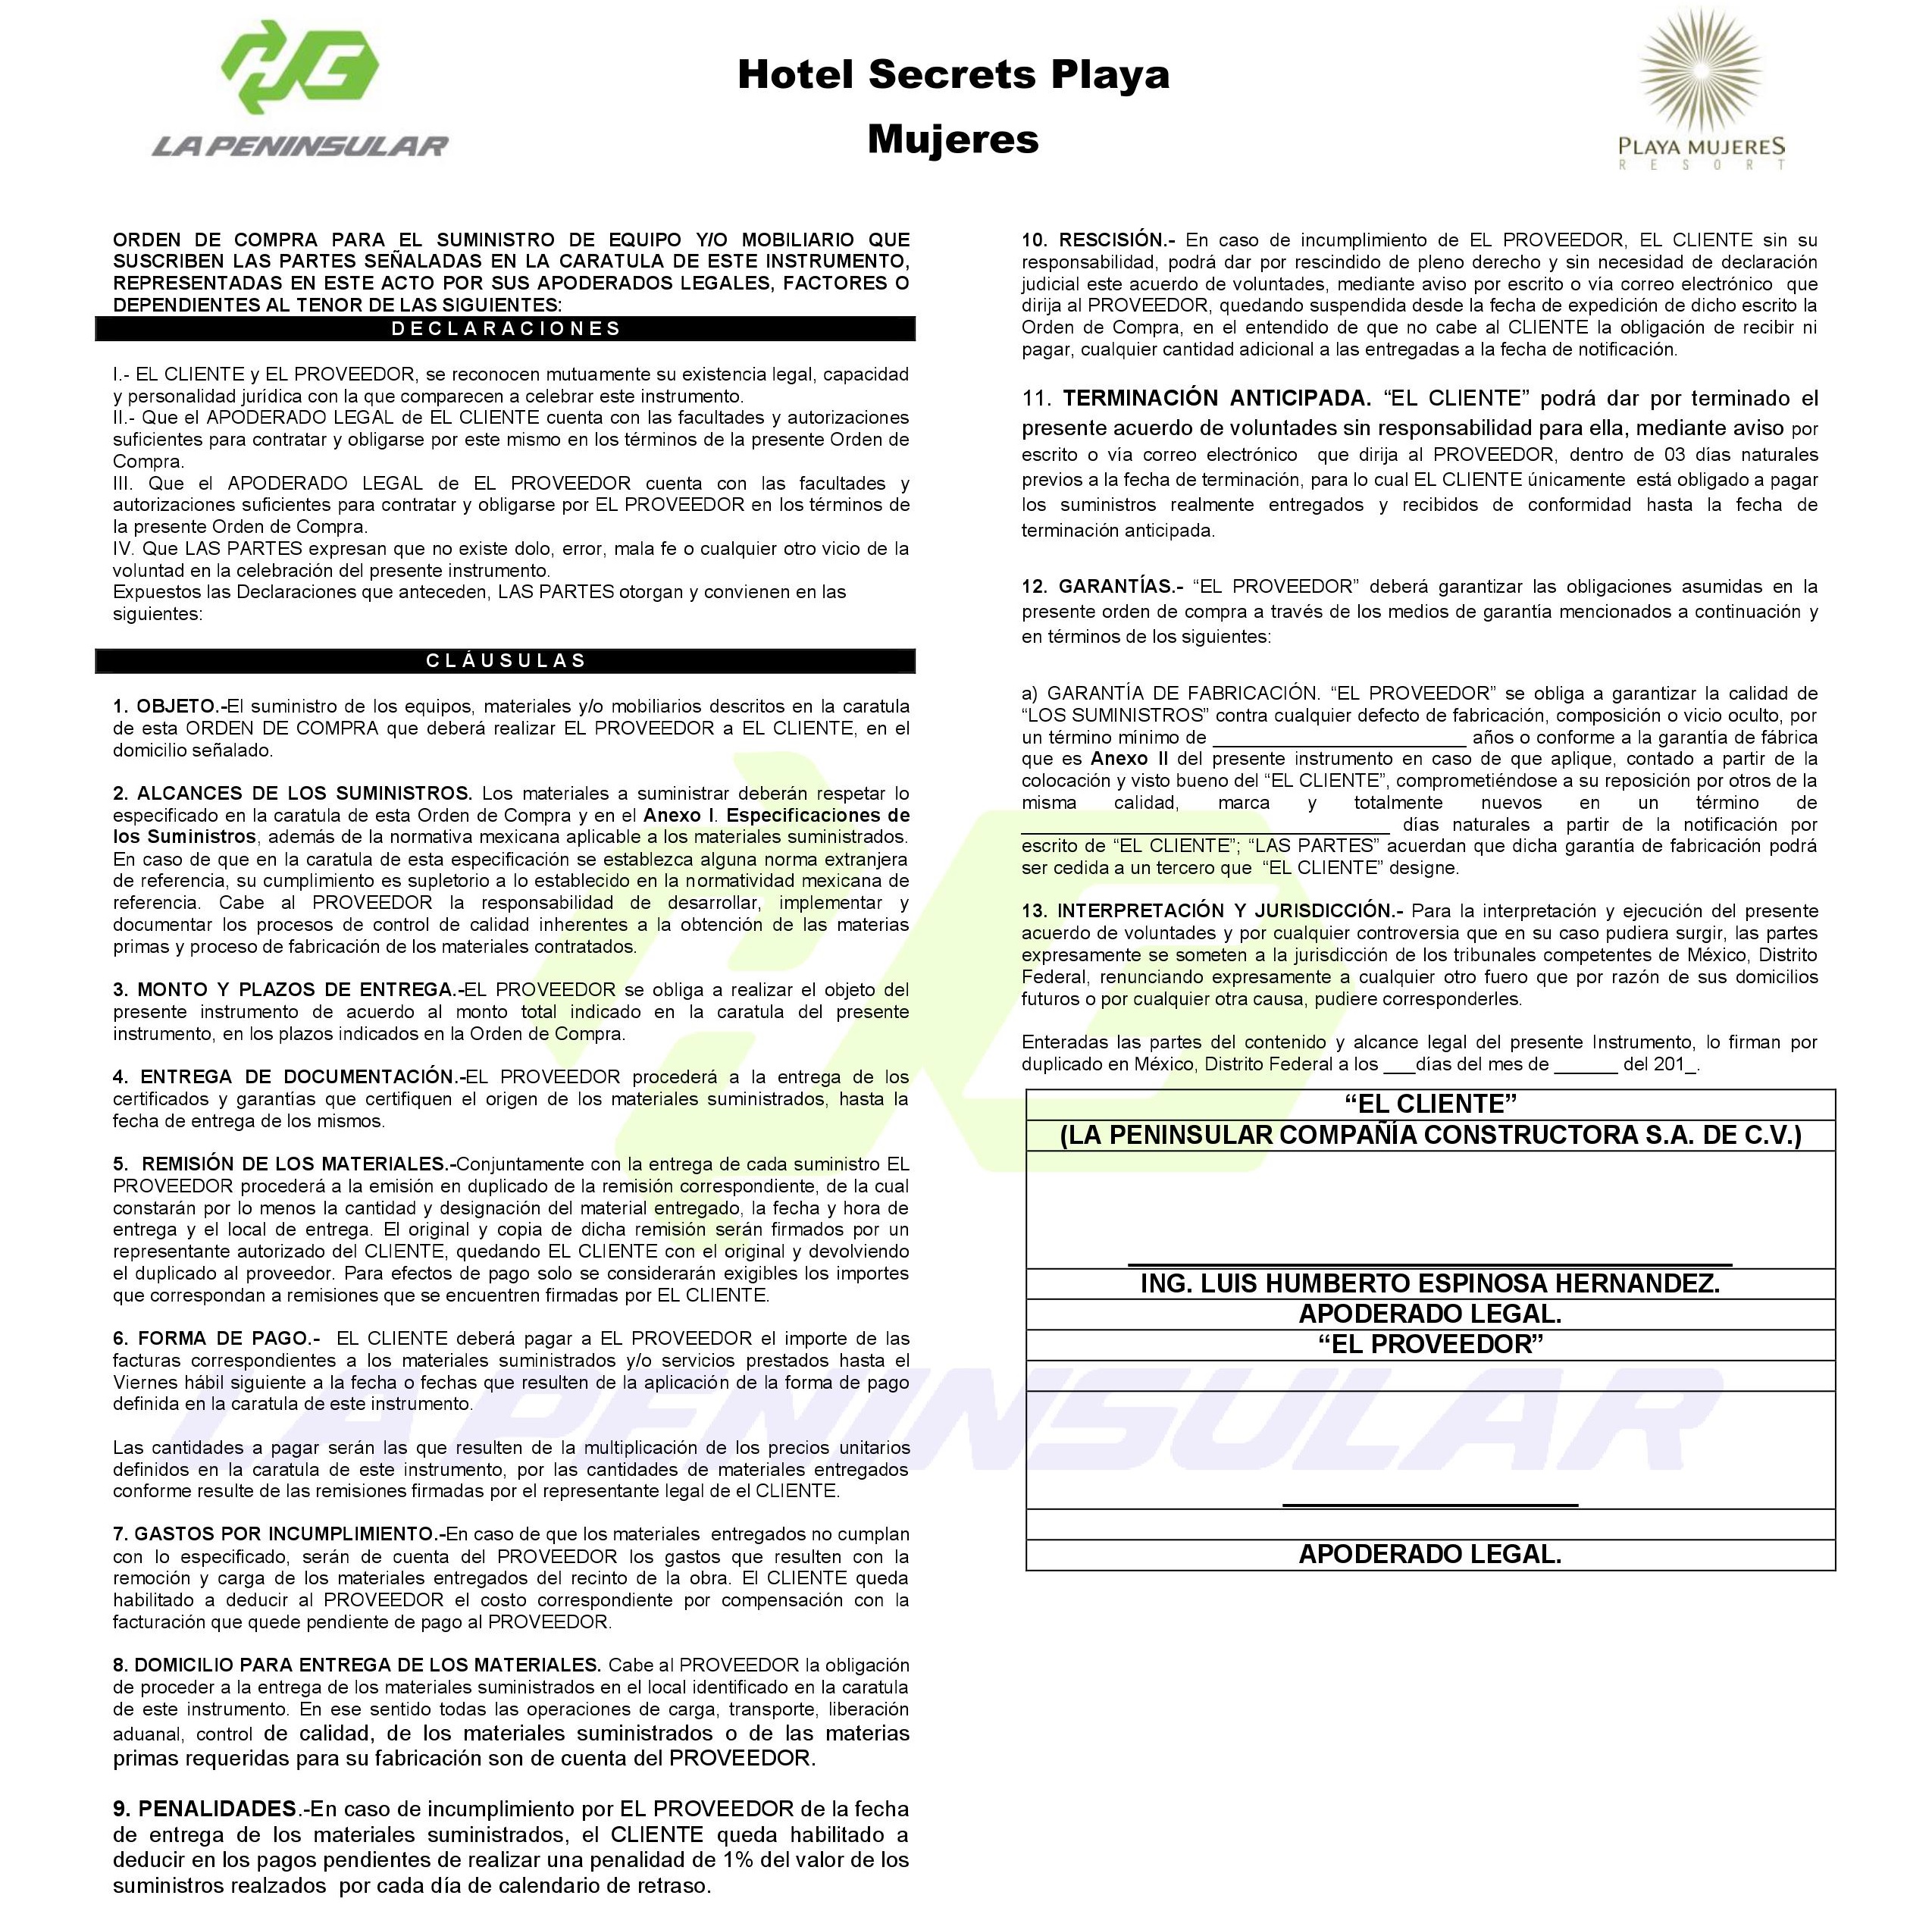 HG
LA PENINSULAR
Hotel Secrets Playa
Mujeres
PLAYA MUJERES
RESORT
ORDEN DE COMPRA PARA EL SUMINISTRO DE EQUIPO Y/O MOBILIARIO QUE
SUSCRIBEN LAS PARTES SEÑALADAS EN LA CARATULA DE ESTE INSTRUMENTO,
REPRESENTADAS EN ESTE ACTO POR SUS APODERADOS LEGALES, FACTORES O
DEPENDIENTES AL TENOR DE LAS SIGUIENTES:
DECLARACIONES
I.- EL CLIENTE y EL PROVEEDOR, se reconocen mutuamente su existencia legal, capacidad
y personalidad jurídica con la que comparecen a celebrar este instrumento.
II.- Que el APODERADO LEGAL de EL CLIENTE cuenta con las facultades y autorizaciones
suficientes para contratar y obligarse por este mismo en los términos de la presente Orden de
Compra.
III. Que el APODERADO LEGAL de EL PROVEEDOR cuenta con las facultades y
autorizaciones suficientes para contratar y obligarse por EL PROVEEDOR en los términos de
la presente Orden de Compra.
IV. Que LAS PARTES expresan que no existe dolo, error, mala fe o cualquier otro vicio de la
voluntad en la celebración del presente instrumento.
Expuestos las Declaraciones que anteceden, LAS PARTES otorgan y convienen en las
siguientes:
CLÁUSULAS
1. OBJETO.-El suministro de los equipos, materiales y/o mobiliarios descritos en la caratula
de esta ORDEN DE COMPRA que deberá realizar EL PROVEEDOR a EL CLIENTE, en el
domicilio señalado.
2. ALCANCES DE LOS SUMINISTROS. Los materiales a suministrar deberán respetar lo
especificado en la caratula de esta Orden de Compra y en el Anexo I. Especificaciones de
los Suministros, además de la normativa mexicana aplicable a los materiales suministrados.
En caso de que en la caratula de esta especificación se establezca alguna norma extranjera
de referencia, su cumplimiento es supletorio a lo establecido en la normatividad mexicana de
referencia. Cabe al PROVEEDOR la responsabilidad de desarrollar, implementar y
documentar los procesos de control de calidad inherentes a la obtención de las materias
primas y proceso de fabricación de los materiales contratados.
3. MONTO Y PLAZOS DE ENTREGA.-EL PROVEEDOR se obliga a realizar el objeto del
presente instrumento de acuerdo al monto total indicado en la caratula del presente
instrumento, en los plazos indicados en la Orden de Compra.
4. ENTREGA DE DOCUMENTACIÓN.-EL PROVEEDOR procederá a la entrega de los
certificados y garantías que certifiquen el origen de los materiales suministrados, hasta la
fecha de entrega de los mismos.
5. REMISIÓN DE LOS MATERIALES.-Conjuntamente con la entrega de cada suministro EL
PROVEEDOR procederá a la emisión en duplicado de la remisión correspondiente, de la cual
constarán por lo menos la cantidad y designación del material entregado, la fecha y hora de
entrega y el local de entrega. El original y copia de dicha remisión serán firmados por un
representante autorizado del CLIENTE, quedando EL CLIENTE con el original y devolviendo
el duplicado al proveedor. Para efectos de pago solo se considerarán exigibles los importes
que correspondan a remisiones que se encuentren firmadas por EL CLIENTE.
6. FORMA DE PAGO.- EL CLIENTE deberá pagar a EL PROVEEDOR el importe de las
facturas correspondientes a los materiales suministrados y/o servicios prestados hasta el
Viernes hábil siguiente a la fecha o fechas que resulten de la aplicación de la forma de pago
definida en la caratula de este instrumento.
Las cantidades a pagar serán las que resulten de la multiplicación de los precios unitarios
definidos en la caratula de este instrumento, por las cantidades de materiales entregados
conforme resulte de las remisiones firmadas por el representante legal de el CLIENTE.
7. GASTOS POR INCUMPLIMIENTO.-En caso de que los materiales entregados no cumplan
con lo especificado, serán de cuenta del PROVEEDOR los gastos que resulten con la
remoción y carga de los materiales entregados del recinto de la obra. El CLIENTE queda
habilitado a deducir al PROVEEDOR el costo correspondiente por compensación con la
facturación que quede pendiente de pago al PROVEEDOR.
8. DOMICILIO PARA ENTREGA DE LOS MATERIALES. Cabe al PROVEEDOR la obligación
de proceder a la entrega de los materiales suministrados en el local identificado en la caratula
de este instrumento. En ese sentido todas las operaciones de carga, transporte, liberación
aduanal, control de calidad, de los materiales suministrados o de las materias
primas requeridas para su fabricación son de cuenta del PROVEEDOR.
9. PENALIDADES.-En caso de incumplimiento por EL PROVEEDOR de la fecha
de entrega de los materiales suministrados, el CLIENTE queda habilitado a
deducir en los pagos pendientes de realizar una penalidad de 1% del valor de los
suministros realzados por cada día de calendario de retraso.
10. RESCISIÓN.- En caso de incumplimiento de EL PROVEEDOR, EL CLIENTE sin su
responsabilidad, podrá dar por rescindido de pleno derecho y sin necesidad de declaración
judicial este acuerdo de voluntades, mediante aviso por escrito o vía correo electrónico que
dirija al PROVEEDOR, quedando suspendida desde la fecha de expedición de dicho escrito la
Orden de Compra, en el entendido de que no cabe al CLIENTE la obligación de recibir ni
pagar, cualquier cantidad adicional a las entregadas a la fecha de notificación.
11. TERMINACIÓN ANTICIPADA. “EL CLIENTE” podrá dar por terminado el
presente acuerdo de voluntades sin responsabilidad para ella, mediante aviso por
escrito o vía correo electrónico que dirija al PROVEEDOR, dentro de 03 días naturales
previos a la fecha de terminación, para lo cual EL CLIENTE únicamente está obligado a pagar
los suministros realmente entregados y recibidos de conformidad hasta la fecha de
terminación anticipada.
12. GARANTÍAS.- “EL PROVEEDOR” deberá garantizar las obligaciones asumidas en la
presente orden de compra a través de los medios de garantía mencionados a continuación y
en términos de los siguientes:
a) GARANTÍA DE FABRICACIÓN. “EL PROVEEDOR” se obliga a garantizar la calidad de
“LOS SUMINISTROS” contra cualquier defecto de fabricación, composición o vicio oculto, por
un término mínimo de ________________________ años o conforme a la garantía de fábrica
que es Anexo II del presente instrumento en caso de que aplique, contado a partir de la
colocación y visto bueno del “EL CLIENTE”, comprometiéndose a su reposición por otros de la
misma calidad, marca y totalmente nuevos en un término de
___________________________________ días naturales a partir de la notificación por
escrito de “EL CLIENTE”; “LAS PARTES” acuerdan que dicha garantía de fabricación podrá
ser cedida a un tercero que “EL CLIENTE” designe.
13. INTERPRETACIÓN Y JURISDICCIÓN.- Para la interpretación y ejecución del presente
acuerdo de voluntades y por cualquier controversia que en su caso pudiera surgir, las partes
expresamente se someten a la jurisdicción de los tribunales competentes de México, Distrito
Federal, renunciando expresamente a cualquier otro fuero que por razón de sus domicilios
futuros o por cualquier otra causa, pudiere corresponderles.
Enteradas las partes del contenido y alcance legal del presente Instrumento, lo firman por
duplicado en México, Distrito Federal a los ___días del mes de ______ del 201_.
“EL CLIENTE”
(LA PENINSULAR COMPAÑÍA CONSTRUCTORA S.A. DE C.V.)
ING. LUIS HUMBERTO ESPINOSA HERNANDEZ.
APODERADO LEGAL.
“EL PROVEEDOR”
APODERADO LEGAL.
HG
LA PENINSULAR